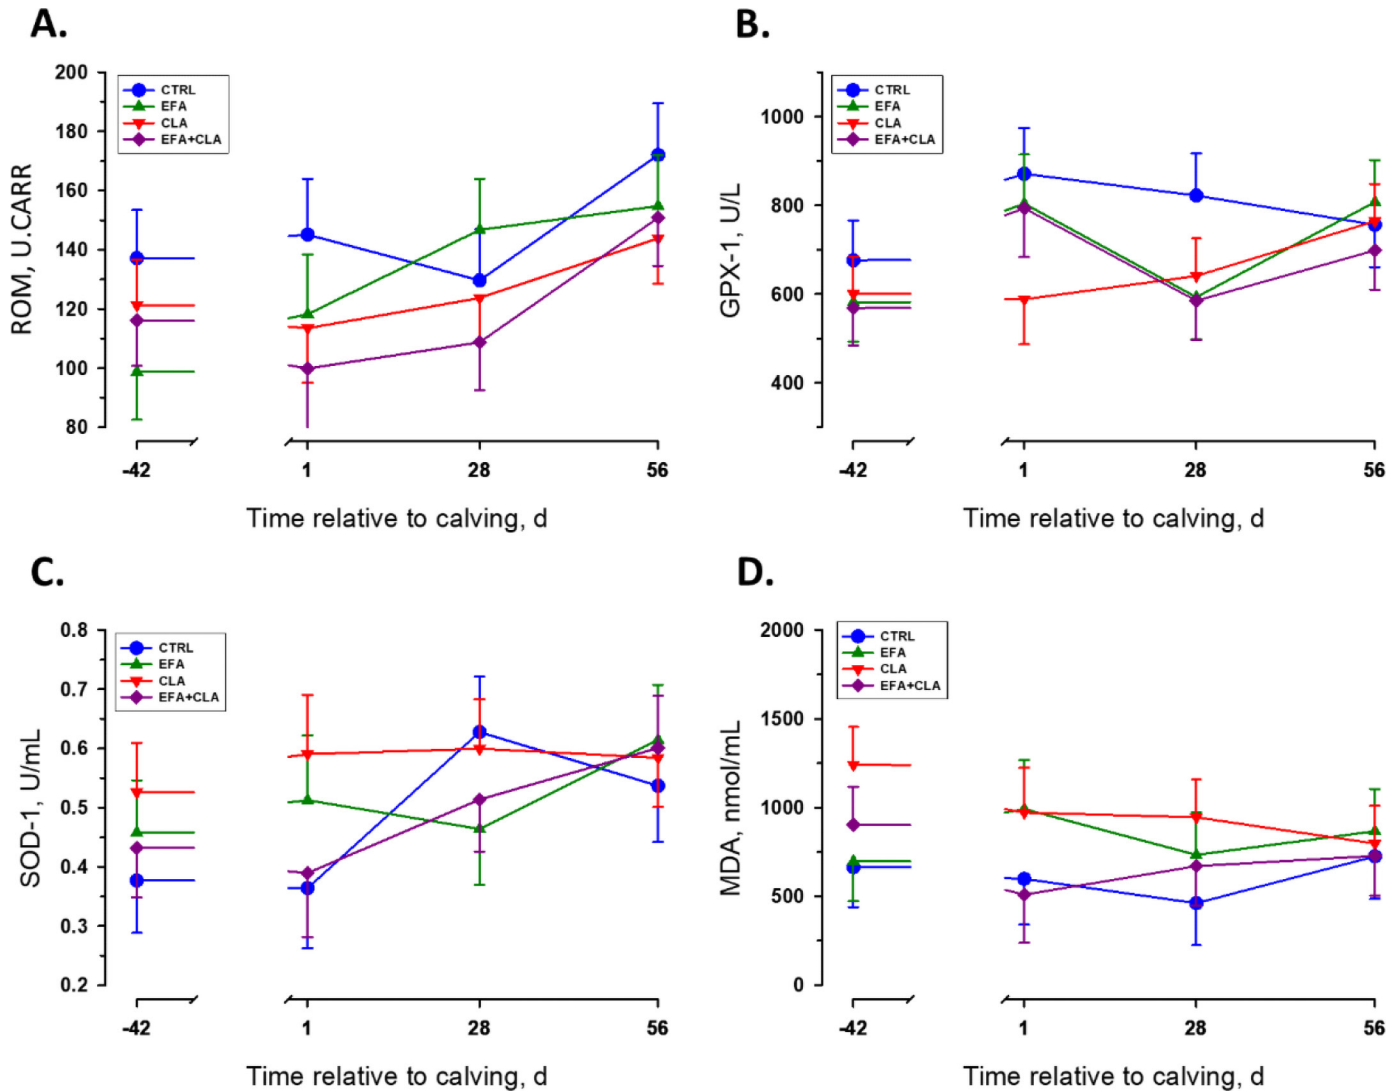 A.
ROM, U.CARR
200
180
160
140
120
100
80
CTRL
EFA
CLA
EFA+CLA
-42
1
28
56
Time relative to calving, d
B.
GPX-1, U/L
1000
800
600
400
CTRL
EFA
CLA
EFA+CLA
-42
1
28
56
Time relative to calving, d
C.
SOD-1, U/mL
0.8
0.7
0.6
0.5
0.4
0.3
0.2
CTRL
EFA
CLA
EFA+CLA
-42
1
28
56
Time relative to calving, d
D.
MDA, nmol/mL
2000
1500
1000
500
0
CTRL
EFA
CLA
EFA+CLA
-42
1
28
56
Time relative to calving, d